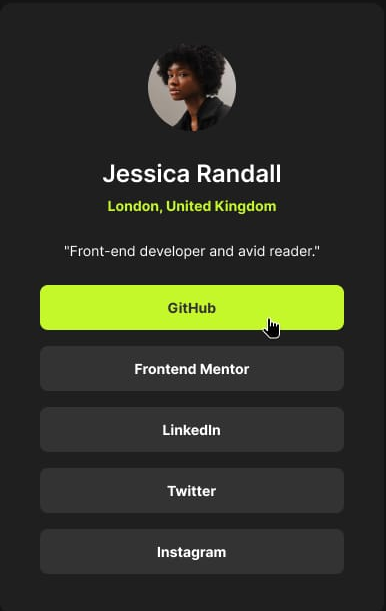 Jessica Randall
London, United Kingdom
"Front-end developer and avid reader."
GitHub
Frontend Mentor
LinkedIn
Twitter
Instagram